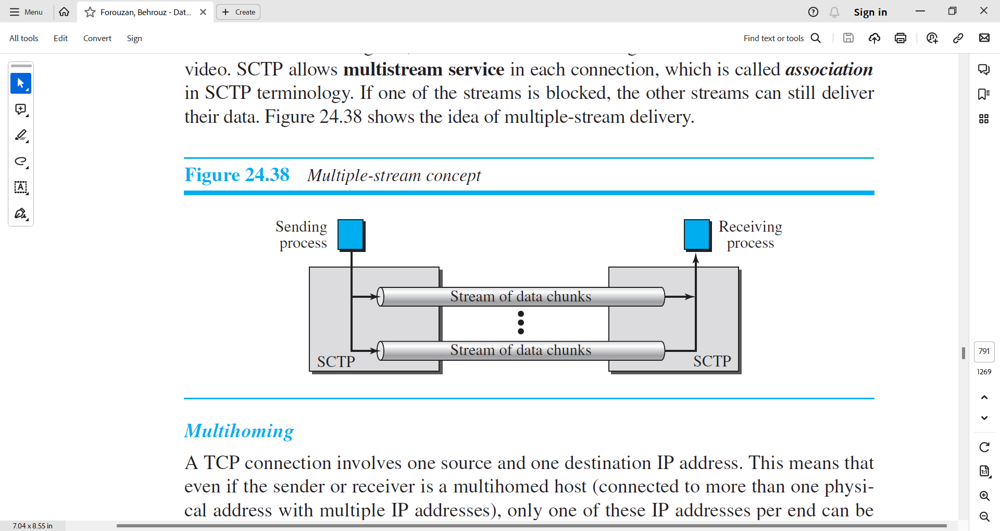 Menu
Forouzan, Behrouz - Dat...
+ Create
Sign in
All tools
Edit
Convert
Sign
Find text or tools
video. SCTP allows multistream service in each connection, which is called association
in SCTP terminology. If one of the streams is blocked, the other streams can still deliver
their data. Figure 24.38 shows the idea of multiple-stream delivery.
Figure 24.38 Multiple-stream concept
Sending
process
Receiving
process
Stream of data chunks
Stream of data chunks
SCTP
SCTP
Multihoming
A TCP connection involves one source and one destination IP address. This means that
even if the sender or receiver is a multihomed host (connected to more than one physi-
cal address with multiple IP addresses), only one of these IP addresses per end can be
791
1269
7.04 x 8.55 in